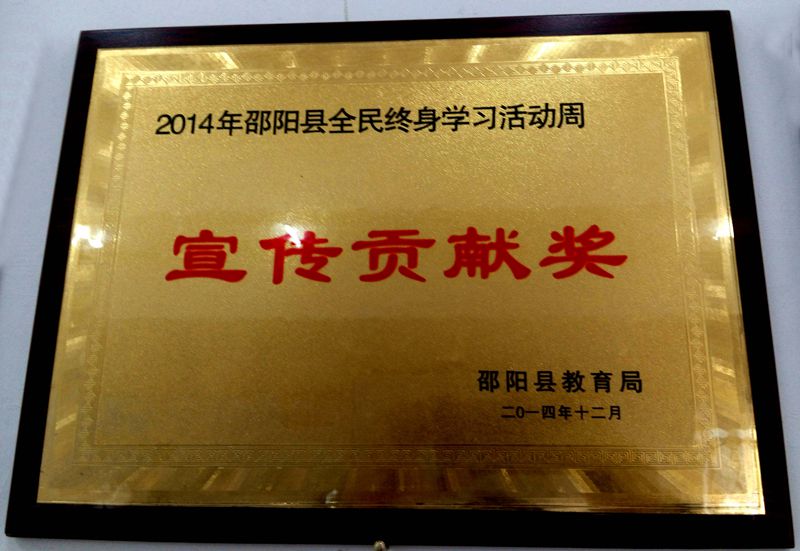 2014年邵阳县全民终身学习活动周
宣传贡献奖
邵阳县教育局
二0一四年十二月